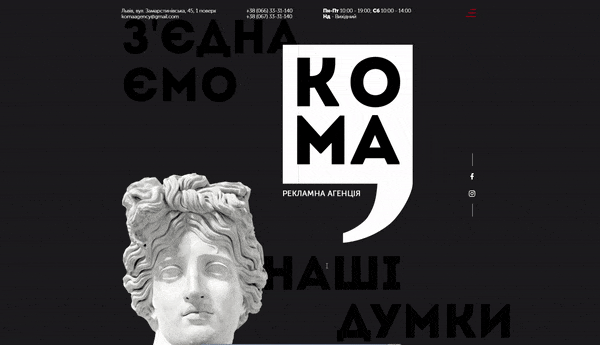 Львів, вул. Замарстинівська, 45, 1 поверх
komaagency@gmail.com
+38 (066) 33-31-140
+38 (067) 33-31-140
Пн-Пт 10:00 - 19:00, Сб 10:00 - 14:00
Нд - Вихідний
З'ЄДНА
ЄМО
КО
МА
РЕКЛАМНА АГЕНЦІЯ
НАШІ
ДУМКИ